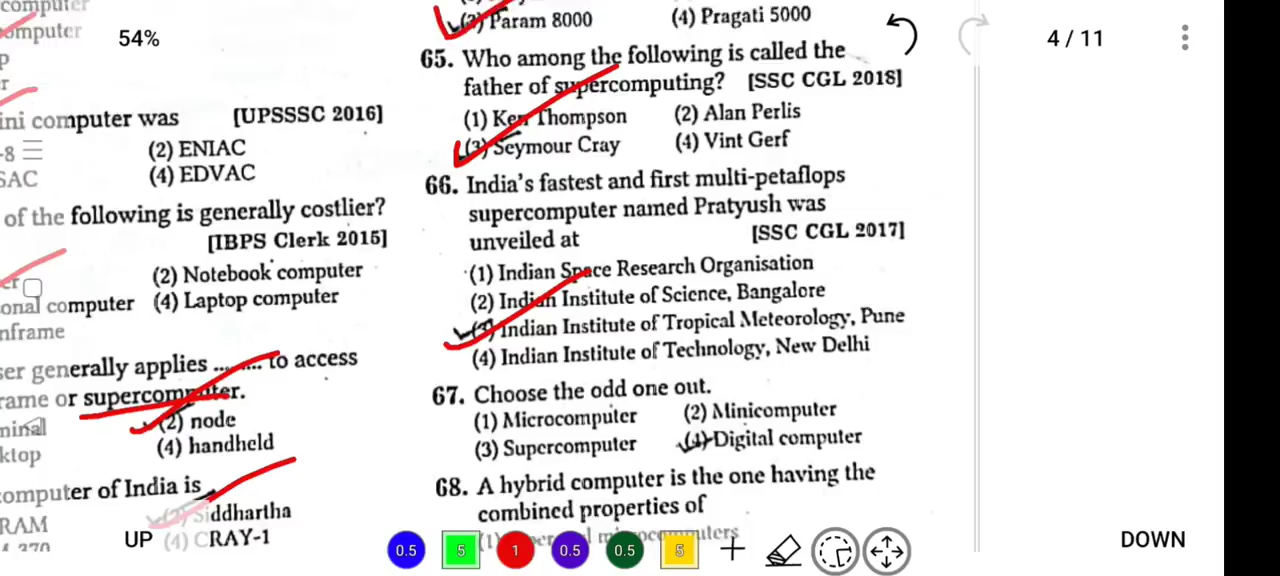 computer
omputer
54%
p
r
ini computer was [UPSSSC 2016]
-8
(2) ENIAC
SAC
(4) EDVAC
of the following is generally costlier?
[IBPS Clerk 2015]
er
(2) Notebook computer
onal computer (4) Laptop computer
nframe
ser generally applies ......... to access
rame or supercomputer.
minal
(2) node
ktop
(4) handheld
computer of India is
Siddhartha
RAM
UP
(4) CRAY-1
(3) Param 8000 (4) Pragati 5000
65. Who among the following is called the
father of supercomputing? [SSC CGL 2018]
(1) Ken Thompson (2) Alan Perlis
(3) Seymour Cray (4) Vint Gerf
66. India's fastest and first multi-petaflops
supercomputer named Pratyush was
unveiled at [SSC CGL 2017]
(1) Indian Space Research Organisation
(2) Indian Institute of Science, Bangalore
Indian Institute of Tropical Meteorology, Pune
(4) Indian Institute of Technology, New Delhi
67. Choose the odd one out.
(1) Microcomputer (2) Minicomputer
(3) Supercomputer (4) Digital computer
68. A hybrid computer is the one having the
combined properties of
0.5 5 1 0.5 0.5 5
4 / 11
DOWN